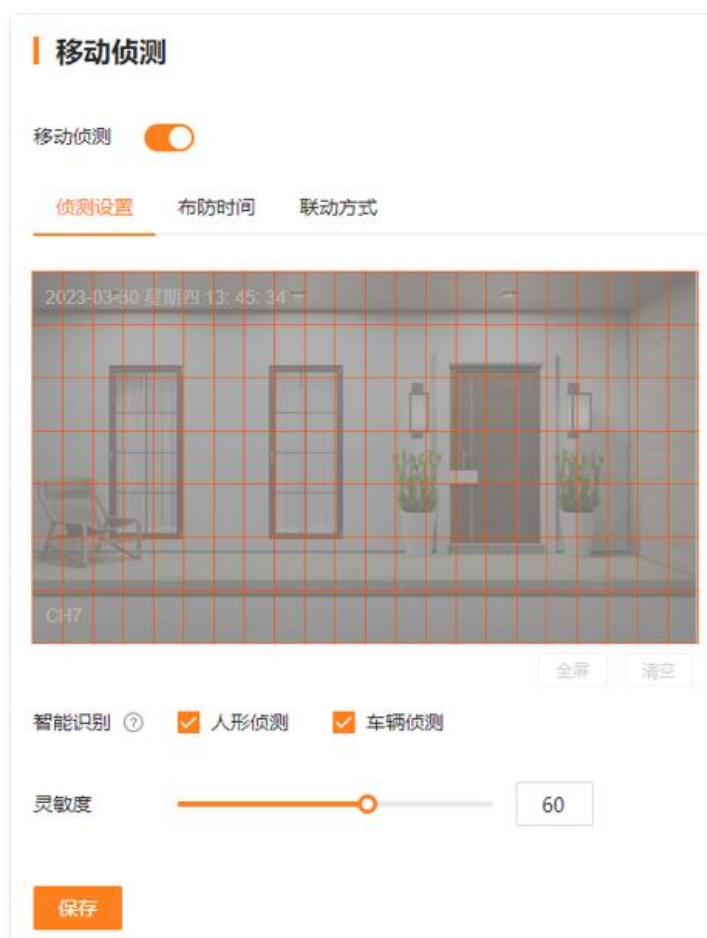 移动侦测
移动侦测
侦测设置 布防时间 联动方式
2023-03-30 星期四 13:45:34
CH7
全屏 清空
智能识别 ? 人形侦测 车辆侦测
灵敏度 60
保存